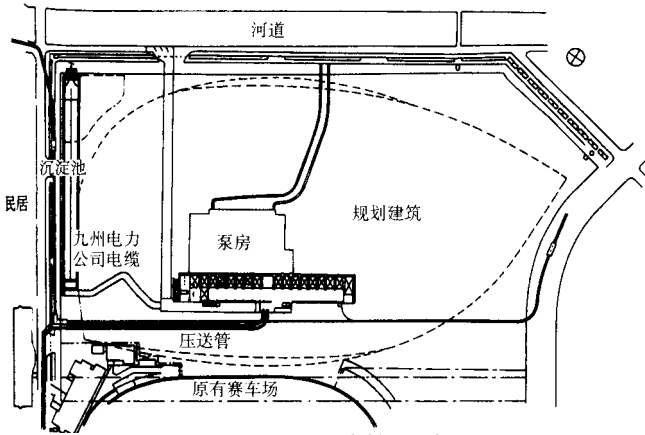 河道
沉淀池
民居
规划建筑
九州电力
公司电缆
泵房
压送管
原有赛车场